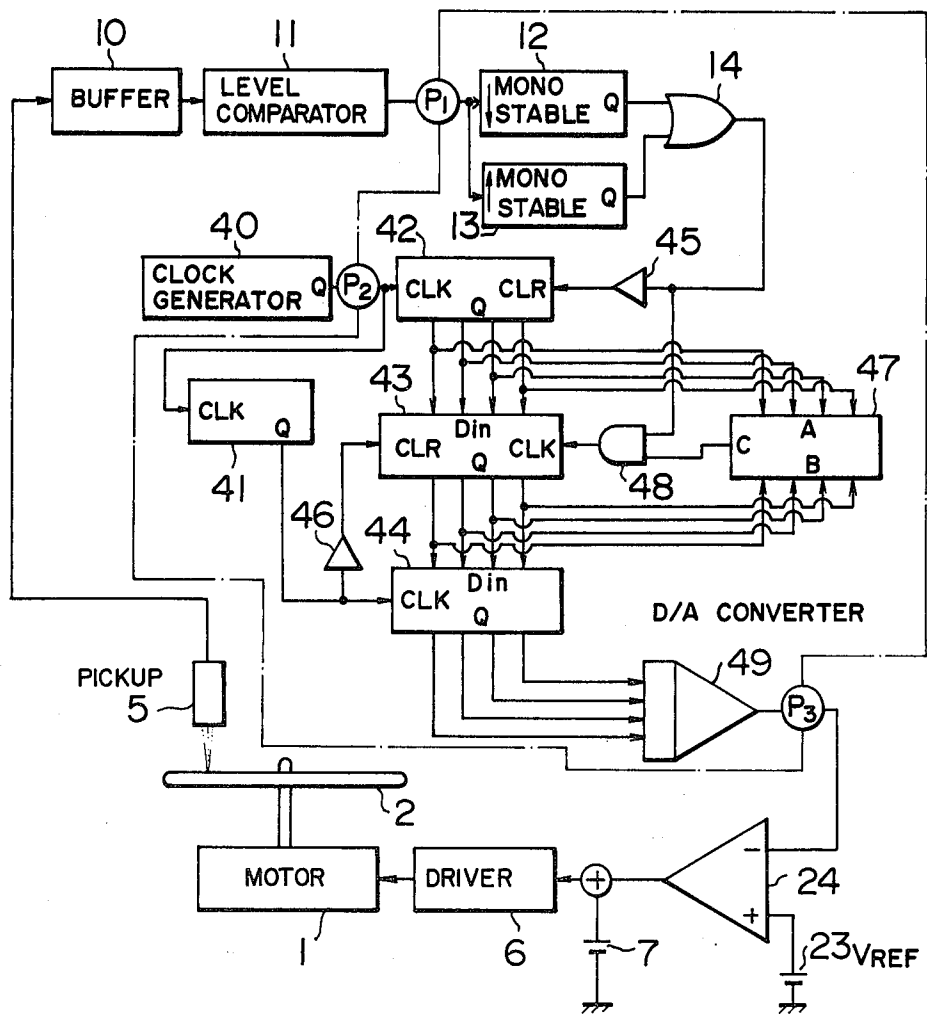 10
11
12
14
BUFFER
LEVEL
COMPARATOR
P1
MONO
STABLE
Q
MONO
STABLE
Q
13
40
42
45
CLOCK
GENERATOR
Q
P2
CLK
CLR
Q
43
47
CLK
Q
41
Din
CLR
CLK
Q
48
C
A
B
46
44
Din
CLK
Q
D/A CONVERTER
49
PICKUP
5
P3
2
MOTOR
DRIVER
+
−
+
24
1
6
7
23 VREF